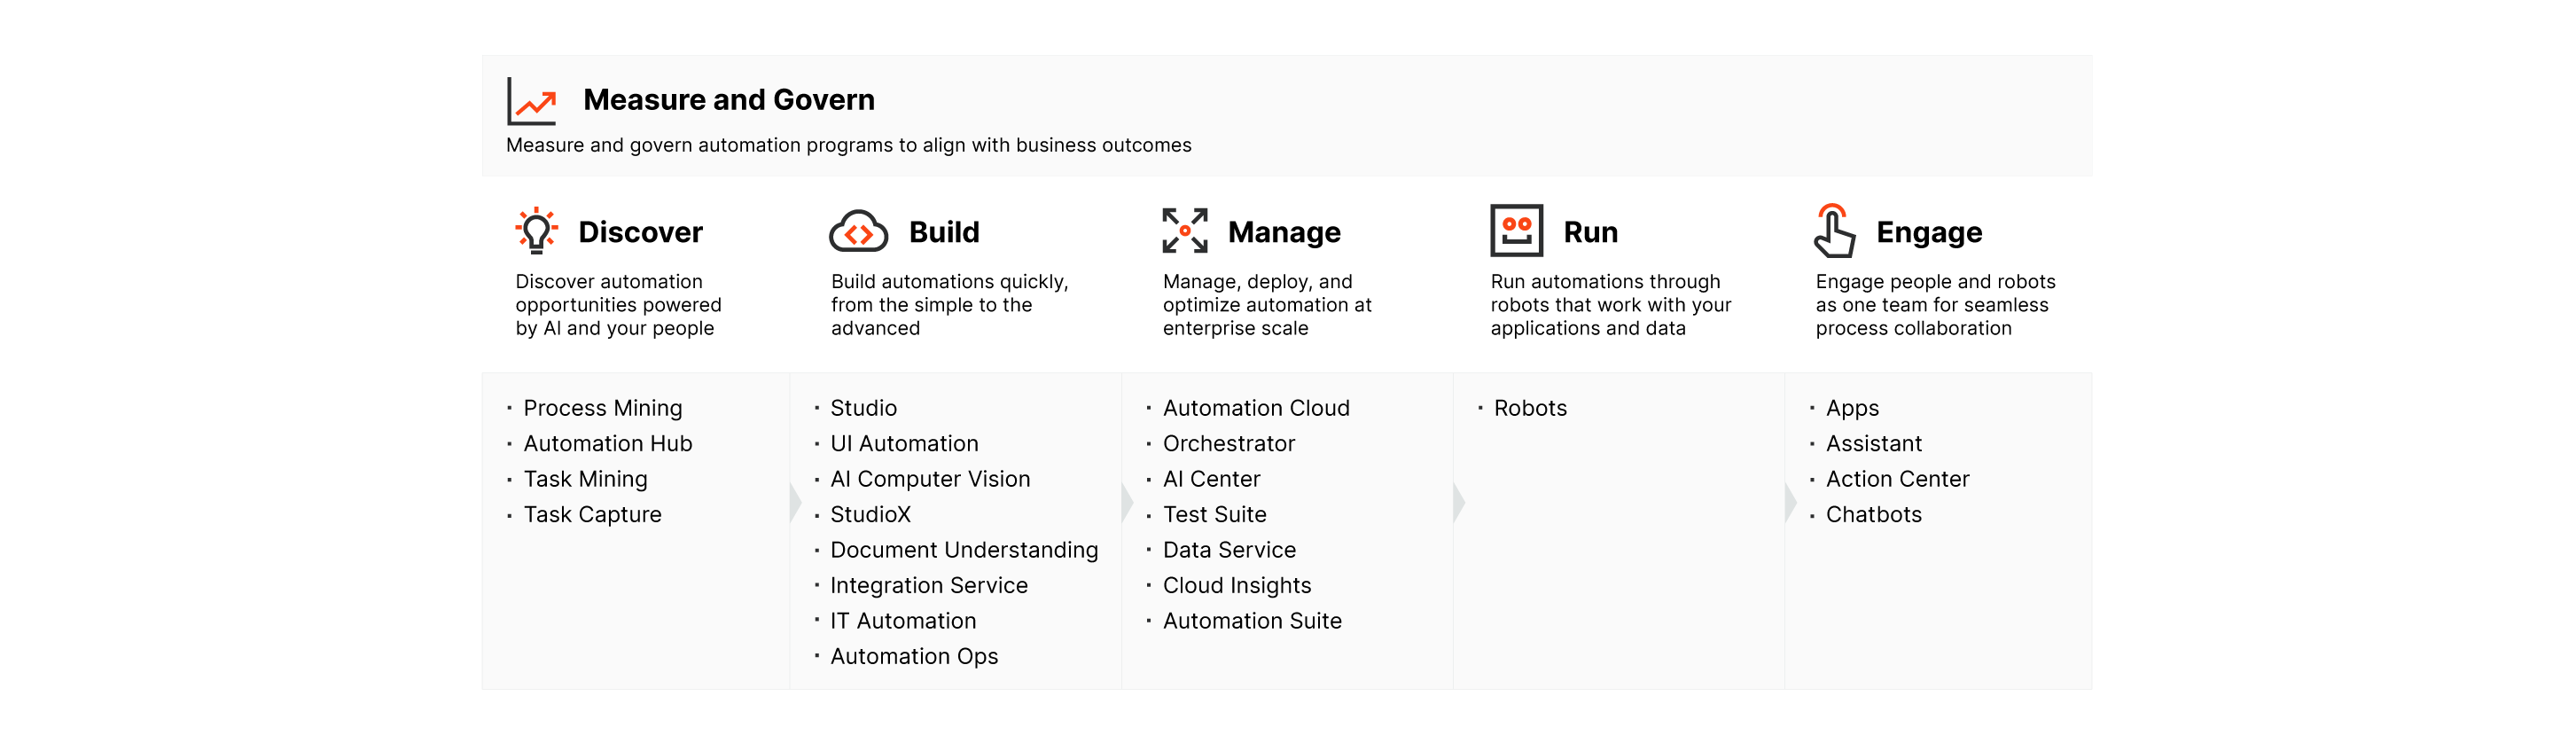 Measure and Govern
Measure and govern automation programs to align with business outcomes
Discover
Discover automation
opportunities powered
by AI and your people
Build
Build automations quickly,
from the simple to the
advanced
Manage
Manage, deploy, and
optimize automation at
enterprise scale
Run
Run automations through
robots that work with your
applications and data
Engage
Engage people and robots
as one team for seamless
process collaboration
· Process Mining
· Automation Hub
· Task Mining
· Task Capture
· Studio
· UI Automation
· AI Computer Vision
· StudioX
· Document Understanding
· Integration Service
· IT Automation
· Automation Ops
· Automation Cloud
· Orchestrator
· AI Center
· Test Suite
· Data Service
· Cloud Insights
· Automation Suite
· Robots
· Apps
· Assistant
· Action Center
· Chatbots